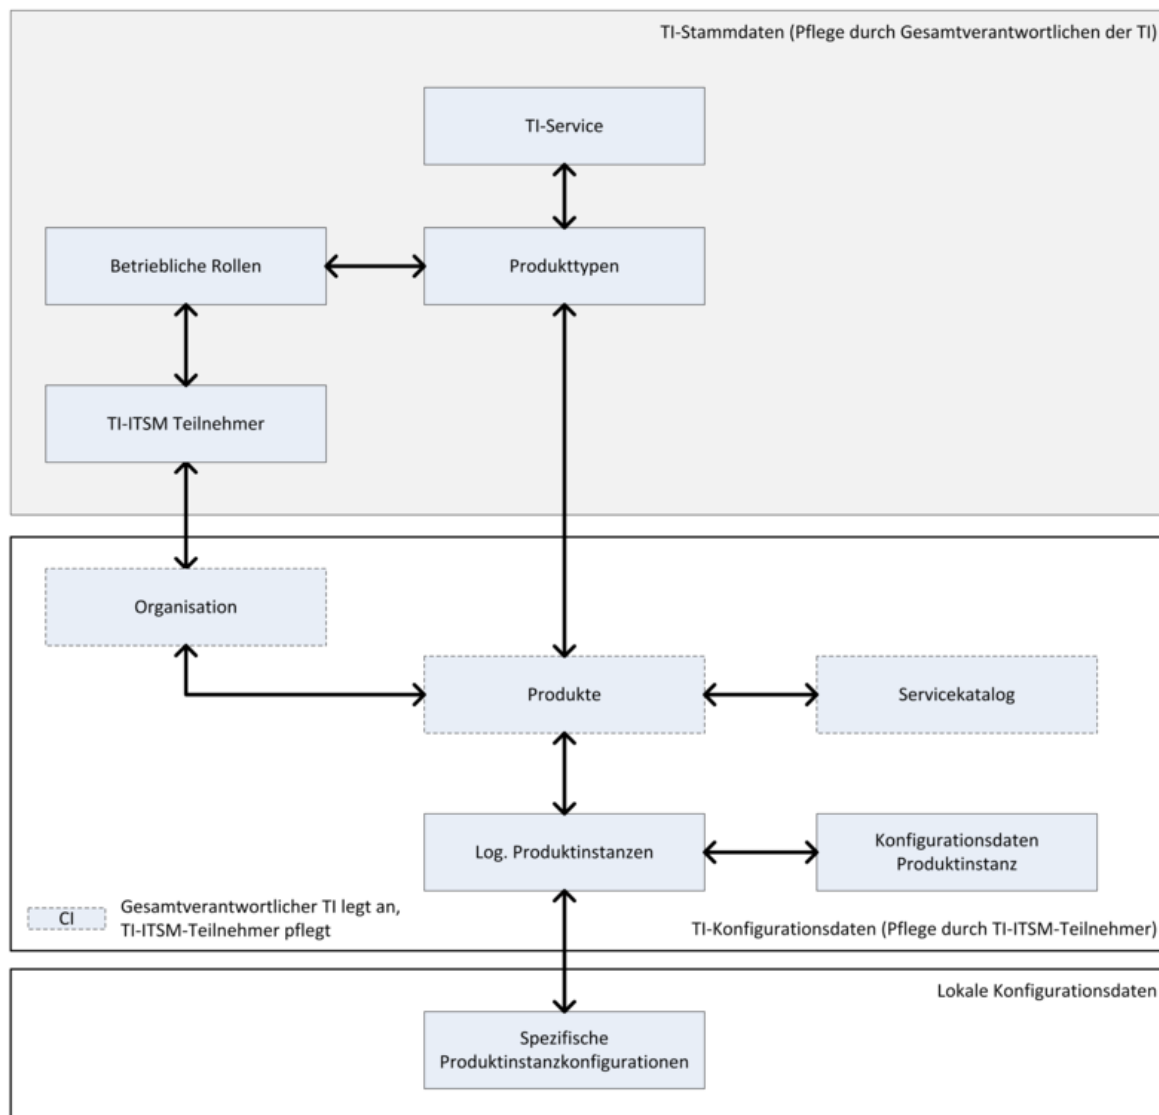 TI-Stammdaten (Pflege durch Gesamtverantwortlichen der TI)
TI-Service
Betriebliche Rollen
Produkttypen
TI-ITSM Teilnehmer
Organisation
Produkte
Servicekatalog
Log. Produktinstanzen
Konfigurationsdaten
Produktinstanz
CI
Gesamtverantwortlicher TI legt an,
TI-ITSM-Teilnehmer pflegt
TI-Konfigurationsdaten (Pflege durch TI-ITSM-Teilnehmer)
Lokale Konfigurationsdaten
Spezifische
Produktinstanzkonfigurationen